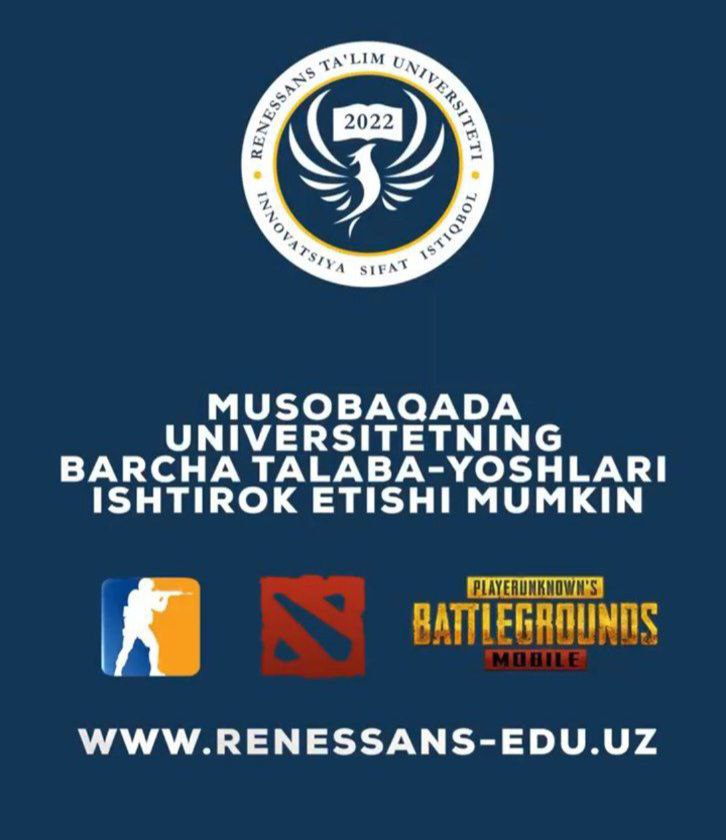 RENESSANS TA'LIM UNIVERSITETI
2022
INNOVATSIYA SIFAT ISTIQBOL
MUSOBAQADA
UNIVERSITETNING
BARCHA TALABA-YOSHLARI
ISHTIROK ETISHI MUMKIN
PLAYERUNKNOWN'S
BATTLEGROUNDS
MOBILE
WWW.RENESSANS-EDU.UZ